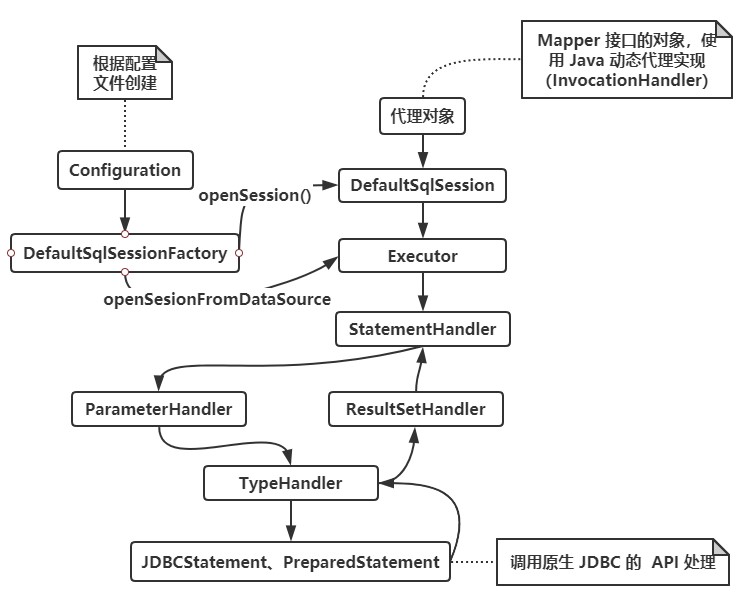 Mapper 接口的对象，使
用 Java 动态代理实现
（InvocationHandler）
根据配置
文件创建
代理对象
Configuration
openSession()
DefaultSqlSession
DefaultSqlSessionFactory
Executor
openSesionFromDataSource
StatementHandler
ParameterHandler
ResultSetHandler
TypeHandler
JDBCStatement、PreparedStatement
调用原生 JDBC 的 API 处理